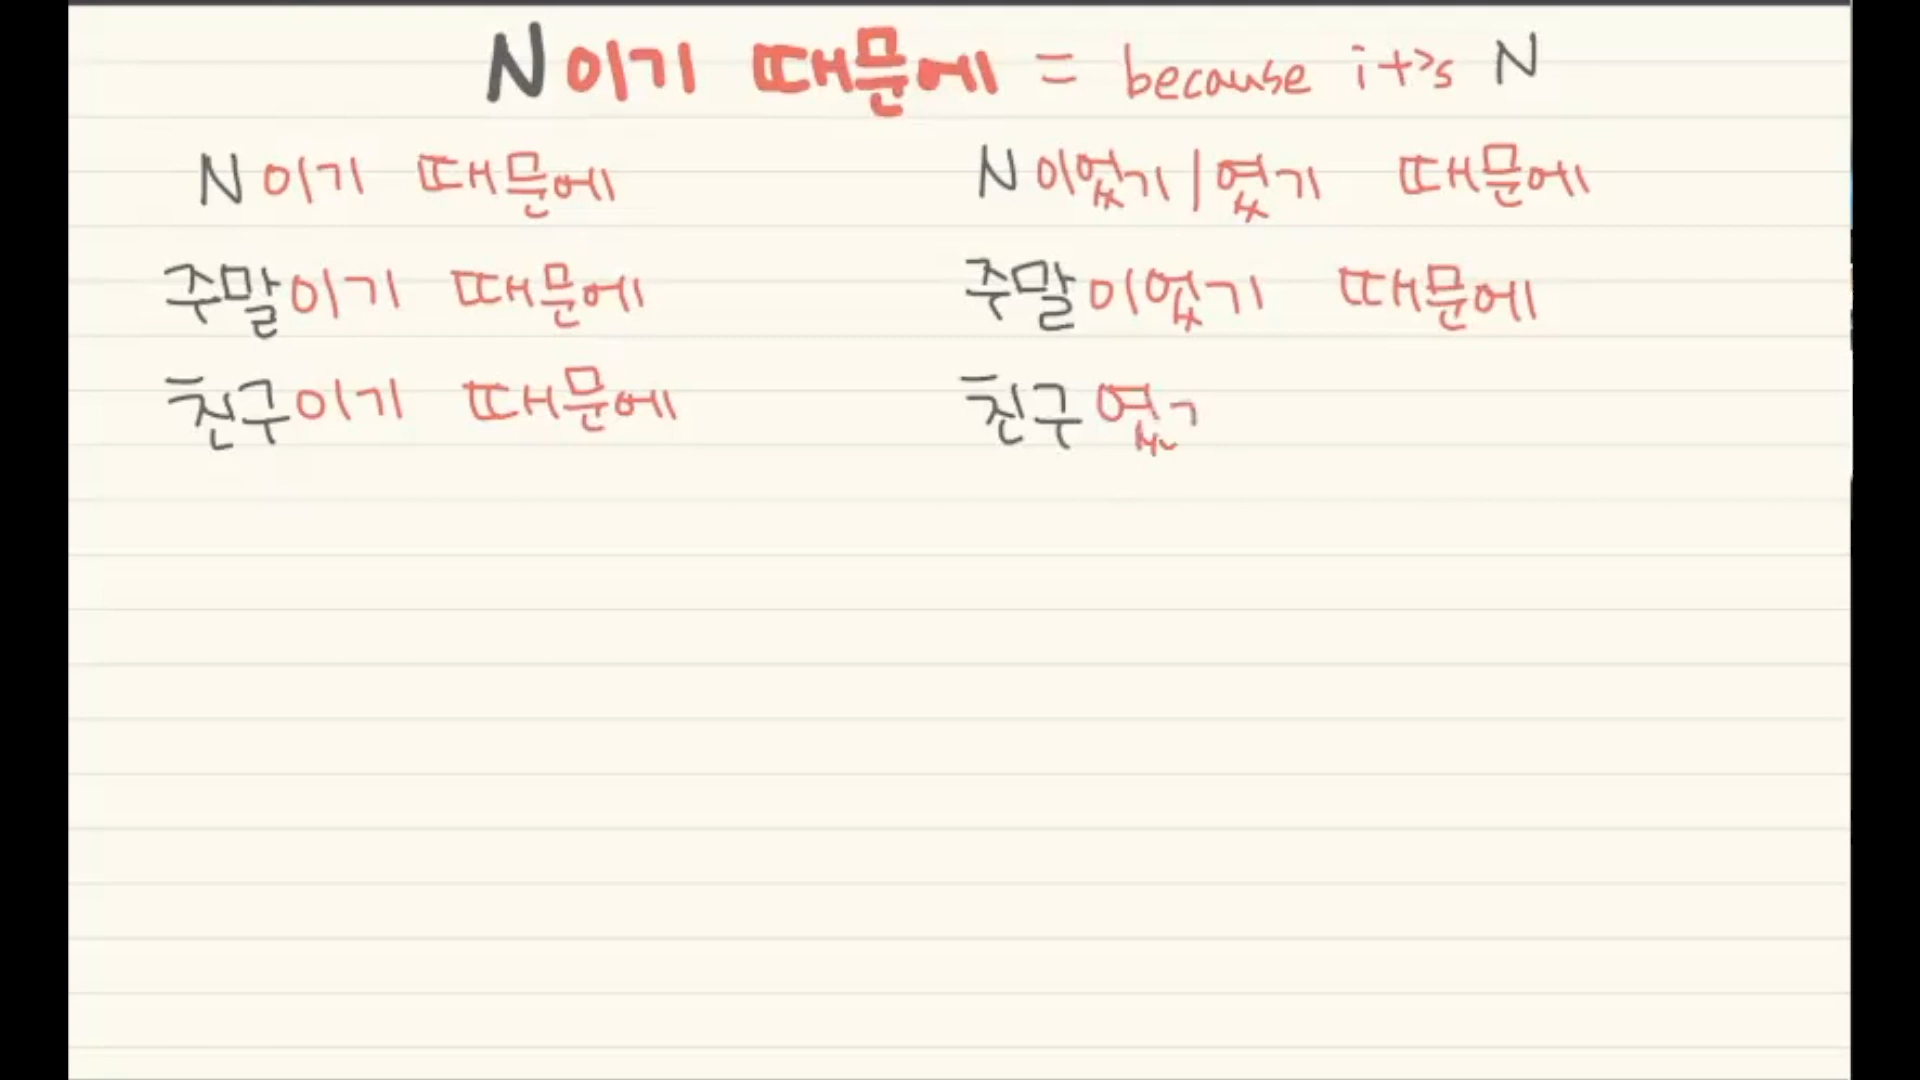 N이기 때문에 = because it's N
N이기 때문에 N이었기/였기 때문에
주말이기 때문에 주말이었기 때문에
친구이기 때문에 친구였